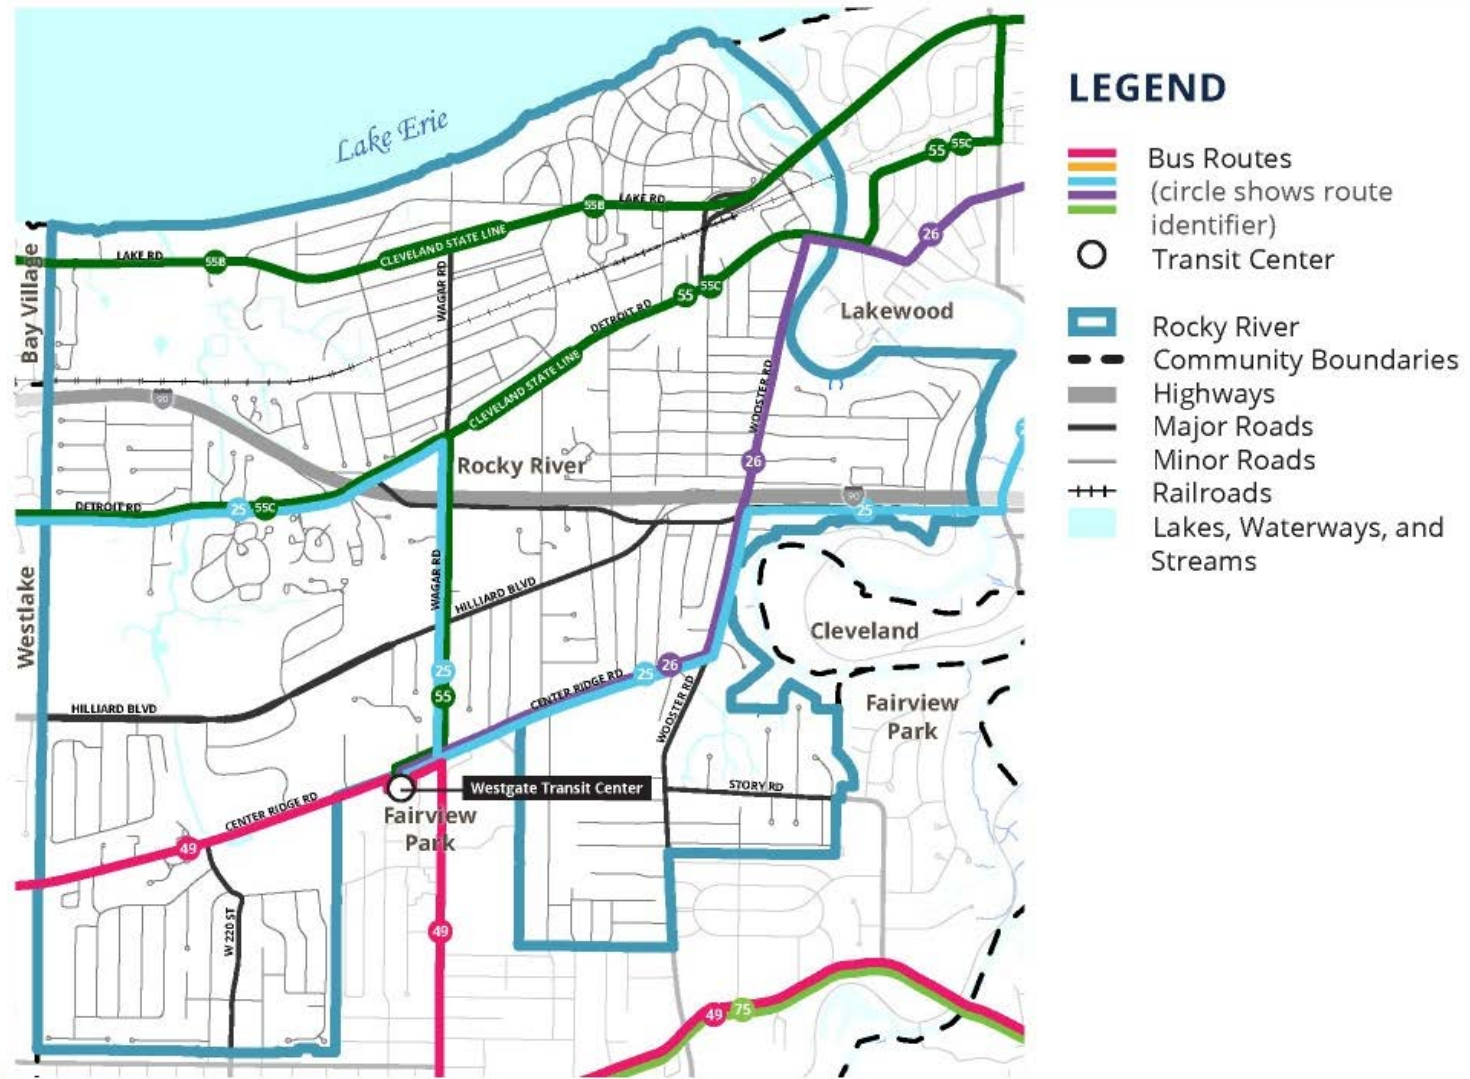 LEGEND
Bus Routes
(circle shows route
identifier)
Transit Center
Rocky River
Community Boundaries
Highways
Major Roads
Minor Roads
Railroads
Lakes, Waterways, and
Streams
Lake Erie
55
55C
26
LAKE RD
55B
CLEVELAND STATE LINE
LAKE RD
55B
Bay Village
WAGAR RD
55
55C
DETROIT RD
Lakewood
CLEVELAND STATE LINE
WOOSTER RD
90
Rocky River
26
90
25
DETROIT RD
25
55C
WAGAR RD
HILLIARD BLVD
Westlake
Cleveland
25
55
25
26
CENTER RIDGE RD
WOOSTER RD
HILLIARD BLVD
Fairview
Park
Westgate Transit Center
STORY RD
Fairview
Park
CENTER RIDGE RD
49
W 220 ST
49
49
75